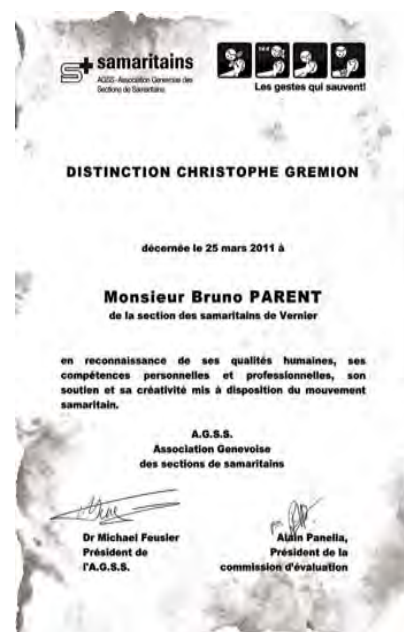 samaritains
AGSS - Association Genevoise des
Sections de Samaritains
Les gestes qui sauvent!
DISTINCTION CHRISTOPHE GREMION
décernée le 25 mars 2011 à
Monsieur Bruno PARENT
de la section des samaritains de Vernier
en reconnaissance de ses qualités humaines, ses
compétences personnelles et professionnelles, son
soutien et sa créativité mis à disposition du mouvement
samaritain.
A.G.S.S.
Association Genevoise
des sections de samaritains
Dr Michael Feusier
Alain Panella,
Président de
Président de la
l'A.G.S.S.
commission d'évaluation